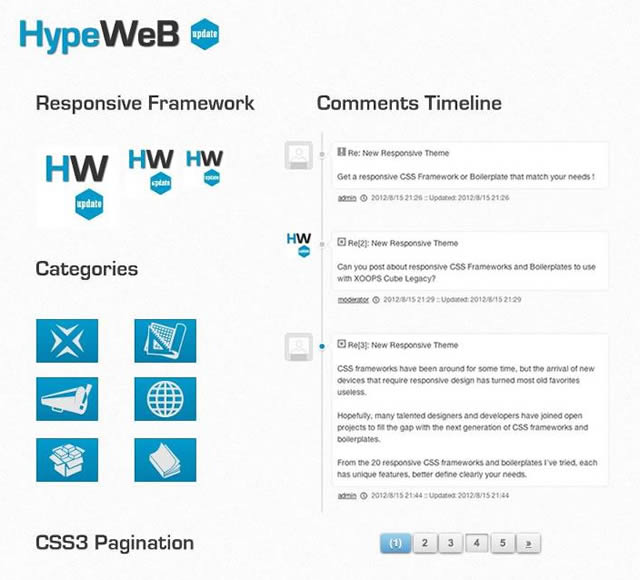 HypeWeB update
Responsive Framework
HW
update
HW
update
HW
update
Categories
CSS3 Pagination
Comments Timeline
Re: New Responsive Theme
Get a responsive CSS Framework or Boilerplate that match your needs !
admin 2012/8/15 21:26 :: Updated: 2012/8/15 21:26
HW
Re[2]: New Responsive Theme
Can you post about responsive CSS Frameworks and Boilerplates to use
with XOOPS Cube Legacy?
moderator 2012/8/15 21:29 :: Updated: 2012/8/15 21:29
Re[3]: New Responsive Theme
CSS frameworks have been around for some time, but the arrival of new
devices that require responsive design has turned most old favorites
useless.
Hopefully, many talented designers and developers have joined open
projects to fill the gap with the next generation of CSS frameworks and
boilerplates.
From the 20 responsive CSS frameworks and boilerplates I've tried, each
has unique features, better define clearly your needs.
admin 2012/8/15 21:44 :: Updated: 2012/8/15 21:44
(1) 2 3 4 5 »